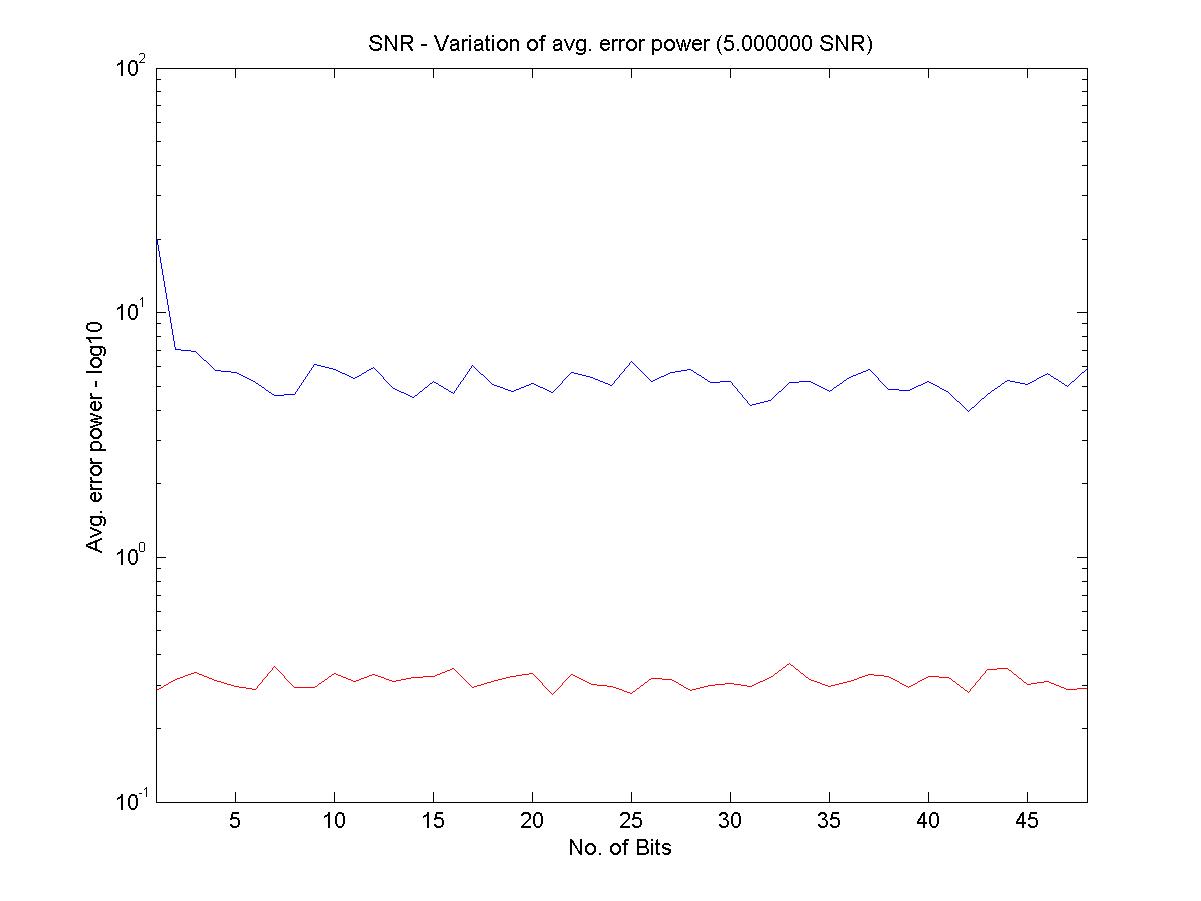 SNR - Variation of avg. error power (5.000000 SNR)
10^2
10^1
10^0
10^-1
Avg. error power - log10
5 10 15 20 25 30 35 40 45
No. of Bits